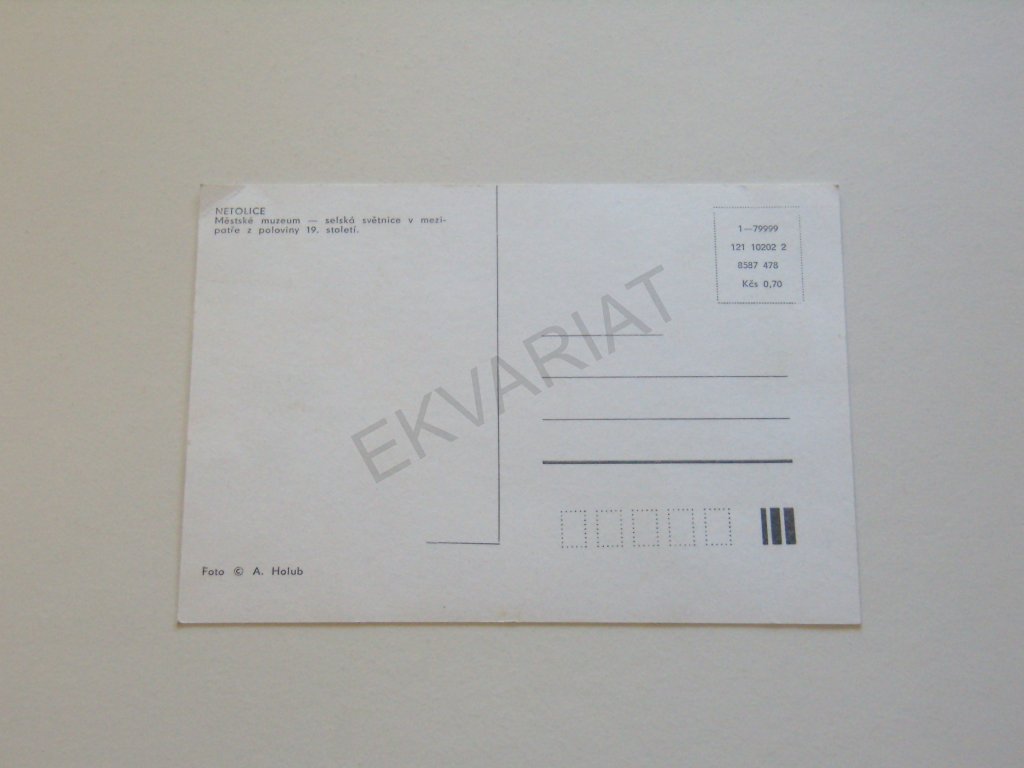 NETOLICE
Městské muzeum — selská světnice v mezi-
patře z poloviny 19. století.
1—79999
121 10202 2
8587 478
Kčs 0,70
EKVARIAT
Foto © A. Holub